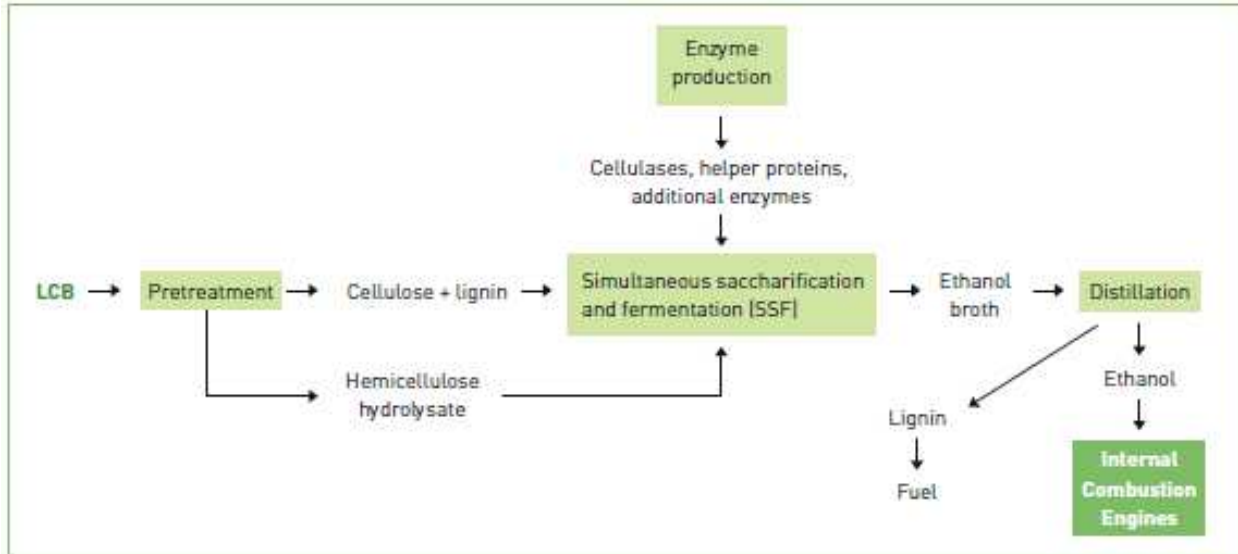 Enzyme
production
Cellulases, helper proteins,
additional enzymes
LCB
Pretreatment
Cellulose + lignin
Simultaneous saccharification
and fermentation (SSF)
Ethanol
broth
Distillation
Hemicellulose
hydrolysate
Ethanol
Lignin
Fuel
Internal
Combustion
Engines